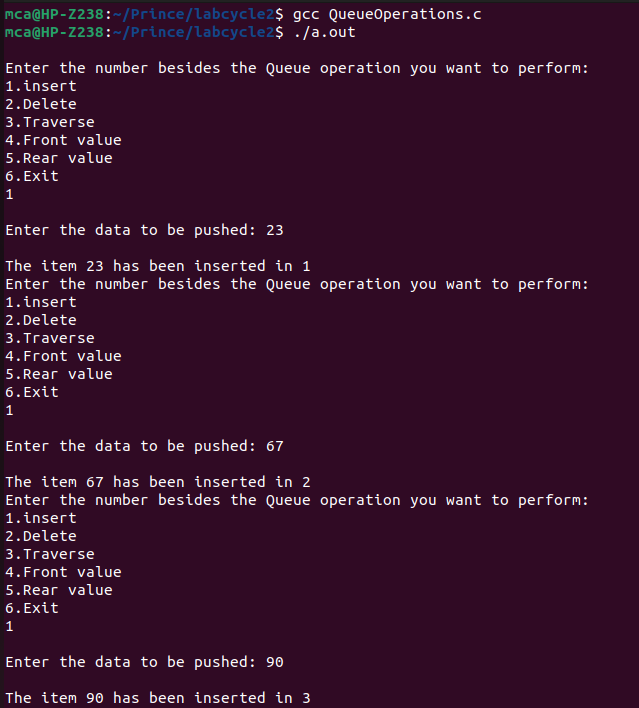 mca@HP-Z238:~/Prince/labcycle2$ gcc QueueOperations.c
mca@HP-Z238:~/Prince/labcycle2$ ./a.out
Enter the number besides the Queue operation you want to perform:
1.insert
2.Delete
3.Traverse
4.Front value
5.Rear value
6.Exit
1
Enter the data to be pushed: 23
The item 23 has been inserted in 1
Enter the number besides the Queue operation you want to perform:
1.insert
2.Delete
3.Traverse
4.Front value
5.Rear value
6.Exit
1
Enter the data to be pushed: 67
The item 67 has been inserted in 2
Enter the number besides the Queue operation you want to perform:
1.insert
2.Delete
3.Traverse
4.Front value
5.Rear value
6.Exit
1
Enter the data to be pushed: 90
The item 90 has been inserted in 3